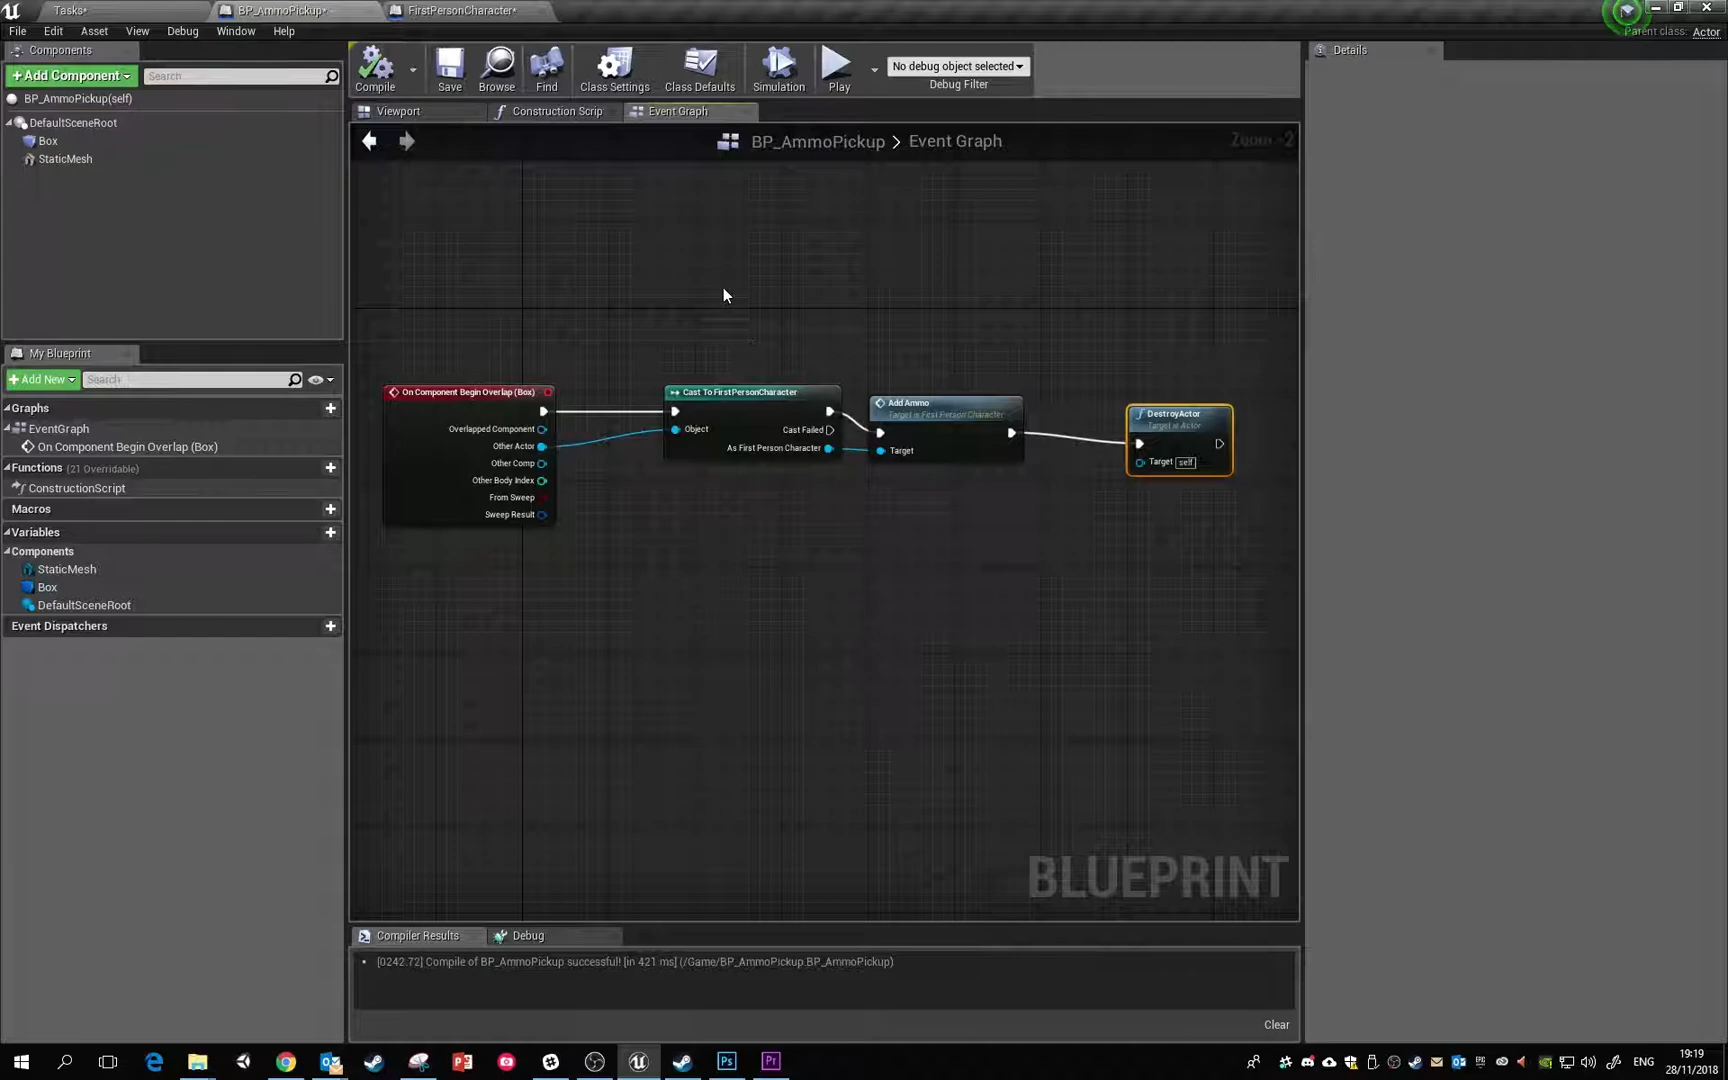 Tasks*
BP_AmmoPickup*
FirstPersonCharacter*
File Edit Asset View Debug Window Help
Parent class: Actor
Components
+Add Component
Search
BP_AmmoPickup(self)
DefaultSceneRoot
Box
StaticMesh
Compile
Save
Browse
Find
Class Settings
Class Defaults
Simulation
Play
No debug object selected
Debug Filter
Details
Viewport
Construction Scrip
Event Graph
BP_AmmoPickup > Event Graph
Zoom -2
On Component Begin Overlap (Box)
Overlapped Component
Other Actor
Other Comp
Other Body Index
From Sweep
Sweep Result
Cast To FirstPersonCharacter
Object
Cast Failed
As First Person Character
Add Ammo
Target is First Person Character
Target
DestroyActor
Target is Actor
Target self
BLUEPRINT
My Blueprint
+Add New
Search
Graphs
EventGraph
On Component Begin Overlap (Box)
Functions (21 Overridable)
ConstructionScript
Macros
Variables
Components
StaticMesh
Box
DefaultSceneRoot
Event Dispatchers
Compiler Results
Debug
[0242.72] Compile of BP_AmmoPickup successful! [in 421 ms] (/Game/BP_AmmoPickup.BP_AmmoPickup)
Clear
ENG
19:19
28/11/2018